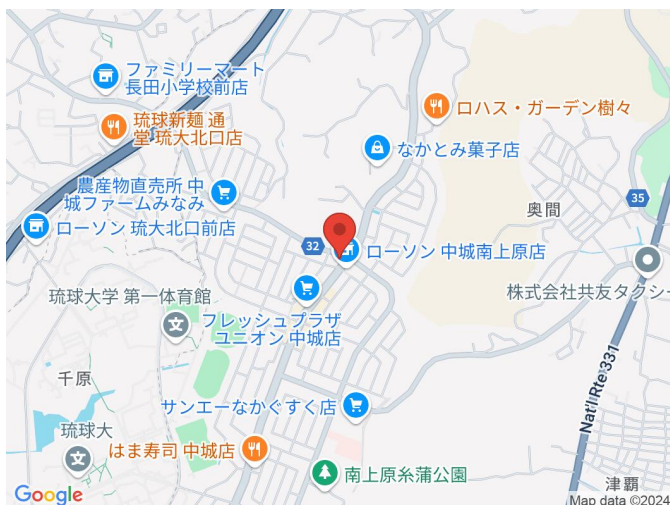 ファミリーマート
長田小学校前店
ロハス・ガーデン樹々
琉球新麺 通
堂 琉大北口店
なかとみ菓子店
農産物直売所 中
城ファームみなみ
35
奥間
ローソン 琉大北口前店
32
ローソン 中城南上原店
琉球大学 第一体育館
株式会社共友タクシー
フレッシュプラザ
ユニオン 中城店
千原
Nat'l Rte 331
サンエーなかぐすく店
琉球大
はま寿司 中城店
南上原糸蒲公園
津覇
Google
Map data ©2024